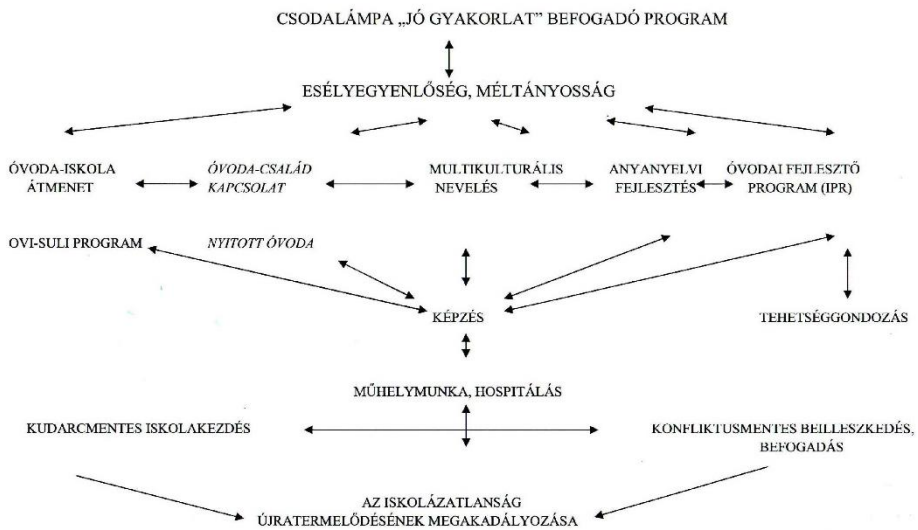 CSODALÁMPA „JÓ GYAKORLAT” BEFOGADÓ PROGRAM
ESÉLYEGYENLŐSÉG, MÉLTÁNYOSSÁG
ÓVODA-ISKOLA
ÁTMENET
ÓVODA-CSALÁD
KAPCSOLAT
MULTIKULTURÁLIS
NEVELÉS
ANYANYELVI
FEJLESZTÉS
ÓVODAI FEJLESZTŐ
PROGRAM (IPR)
OVI-SULI PROGRAM
NYITOTT ÓVODA
KÉPZÉS
TEHETSÉGGONDOZÁS
MŰHELYMUNKA, HOSPITÁLÁS
KUDARCMENTES ISKOLAKEZDÉS
KONFLIKTUSMENTES BEILLESZKEDÉS,
BEFOGADÁS
AZ ISKOLÁZATLANSÁG
ÚJRATERMELŐDÉSÉNEK MEGAKADÁLYOZÁSA